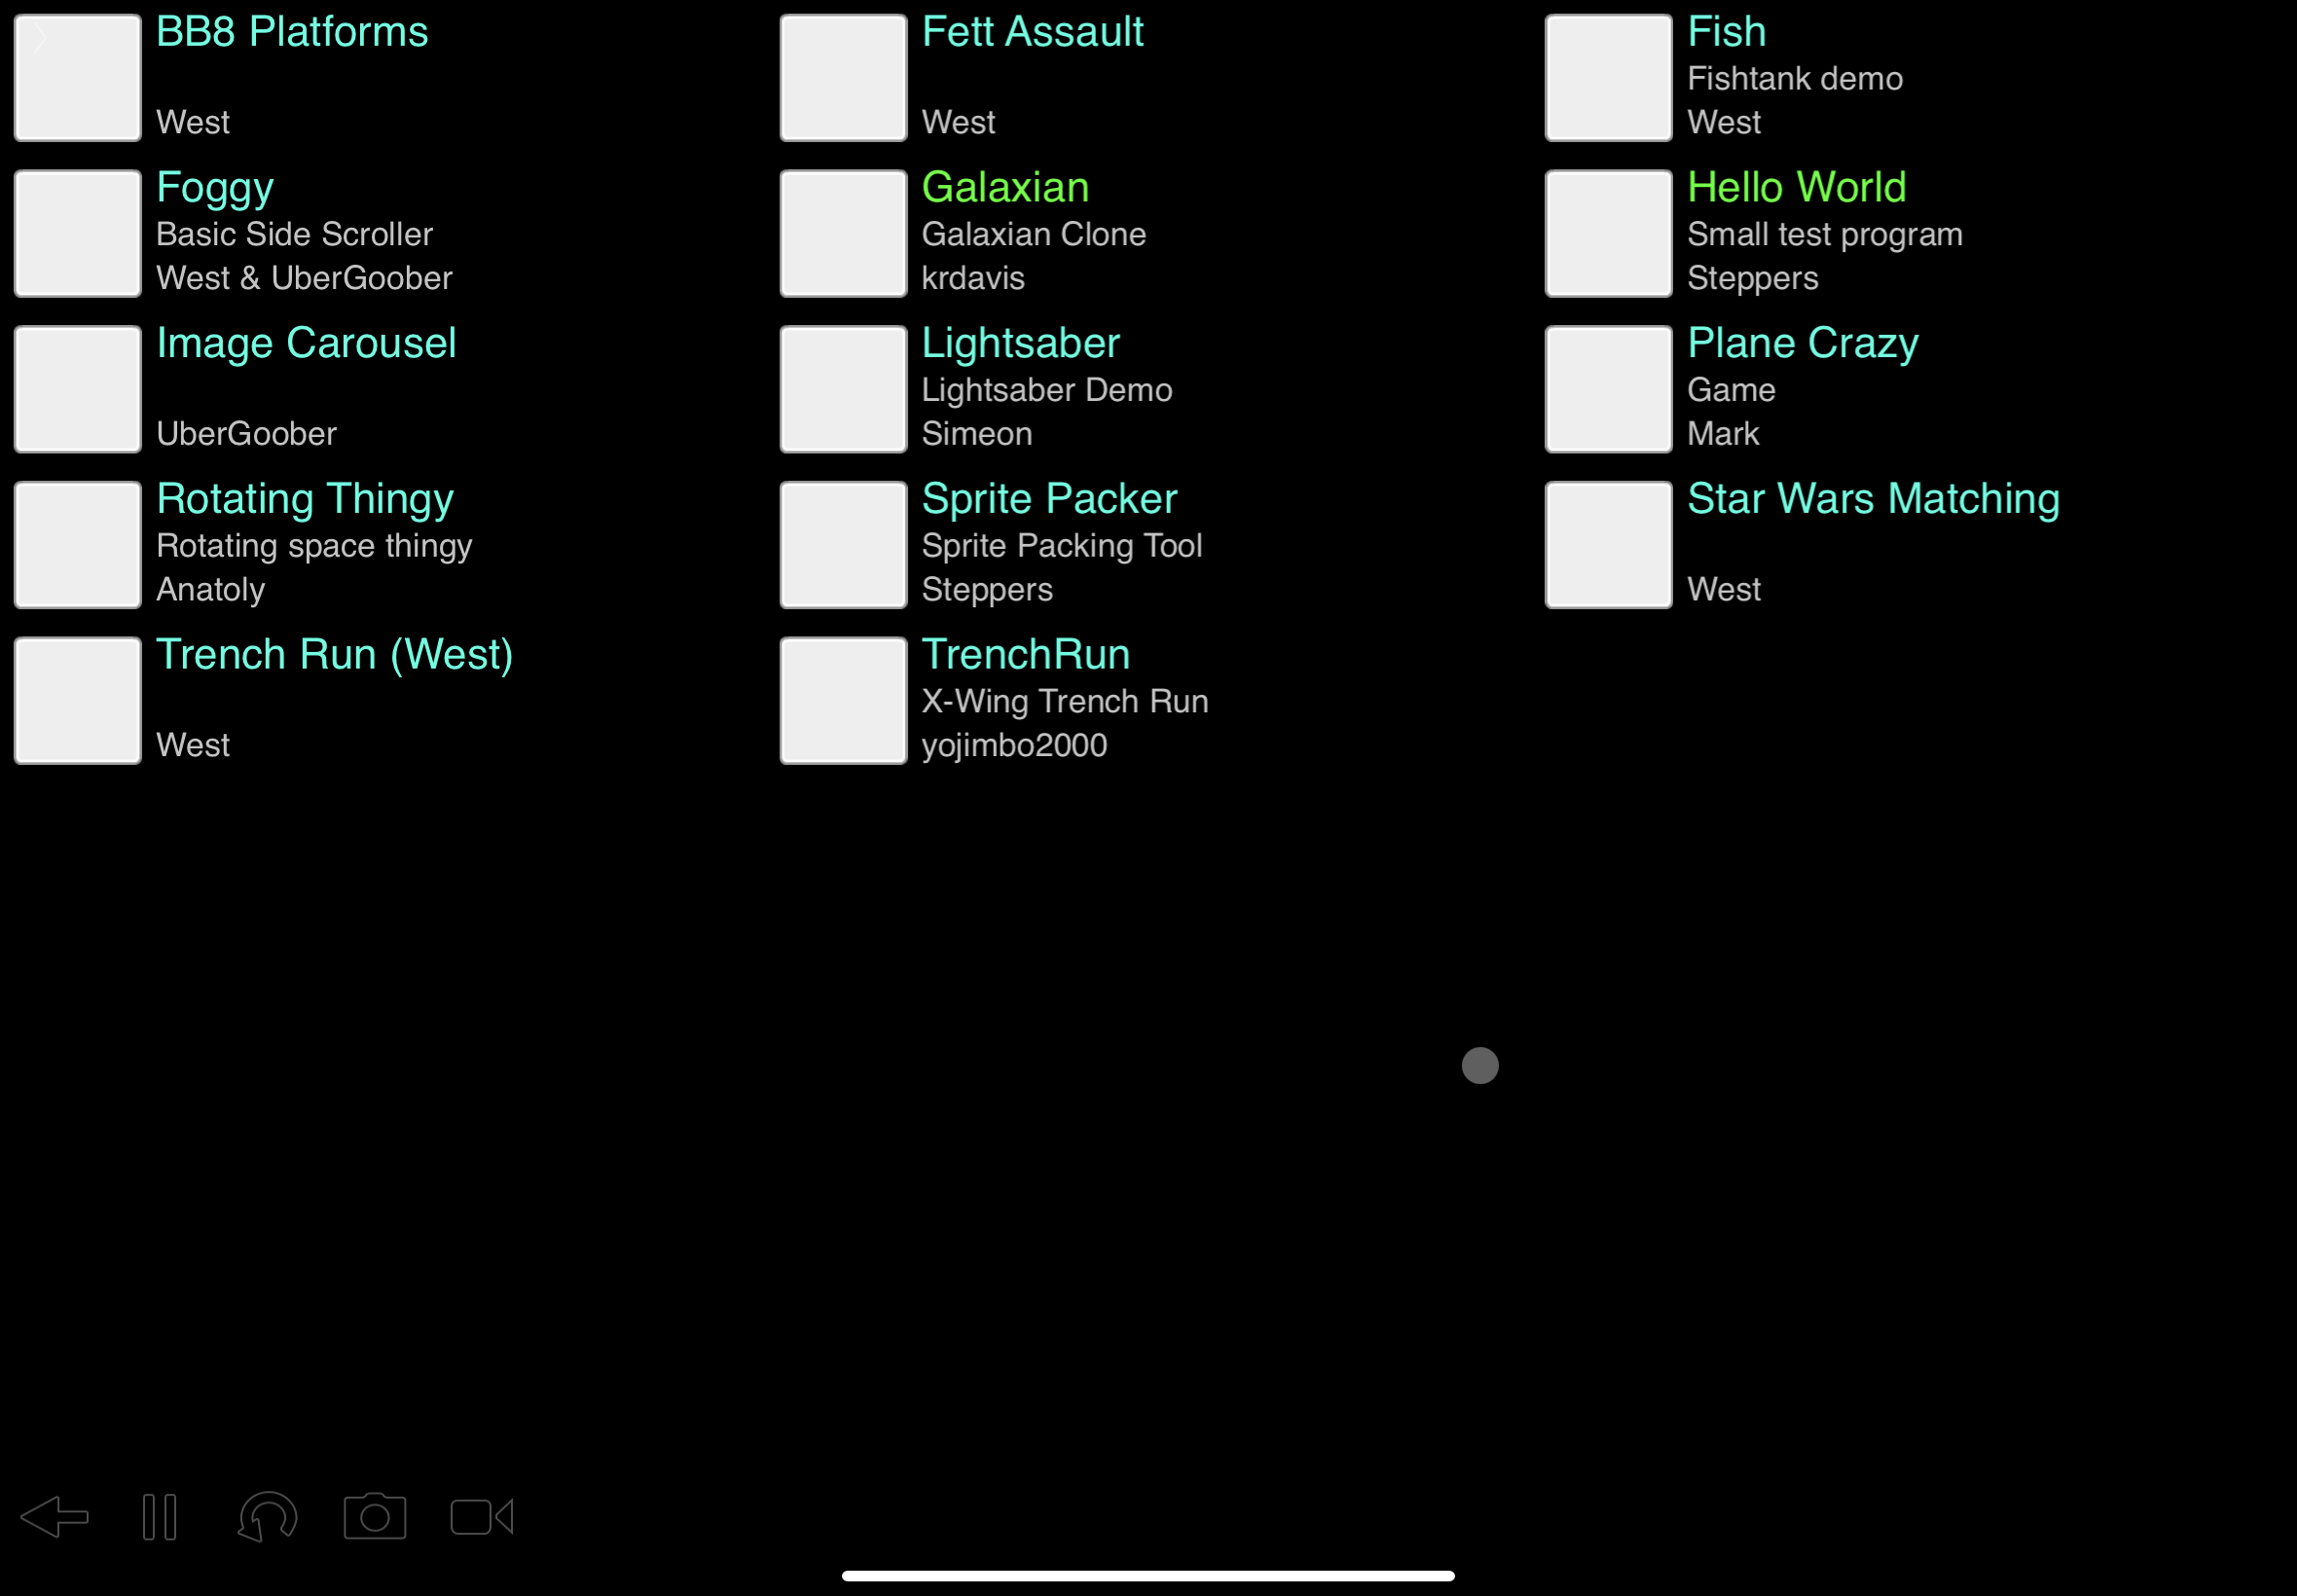 BB8 Platforms
West
Fett Assault
West
Fish
Fishtank demo
West
Foggy
Basic Side Scroller
West & UberGoober
Galaxian
Galaxian Clone
krdavis
Hello World
Small test program
Steppers
Image Carousel
UberGoober
Lightsaber
Lightsaber Demo
Simeon
Plane Crazy
Game
Mark
Rotating Thingy
Rotating space thingy
Anatoly
Sprite Packer
Sprite Packing Tool
Steppers
Star Wars Matching
West
Trench Run (West)
West
TrenchRun
X-Wing Trench Run
yojimbo2000